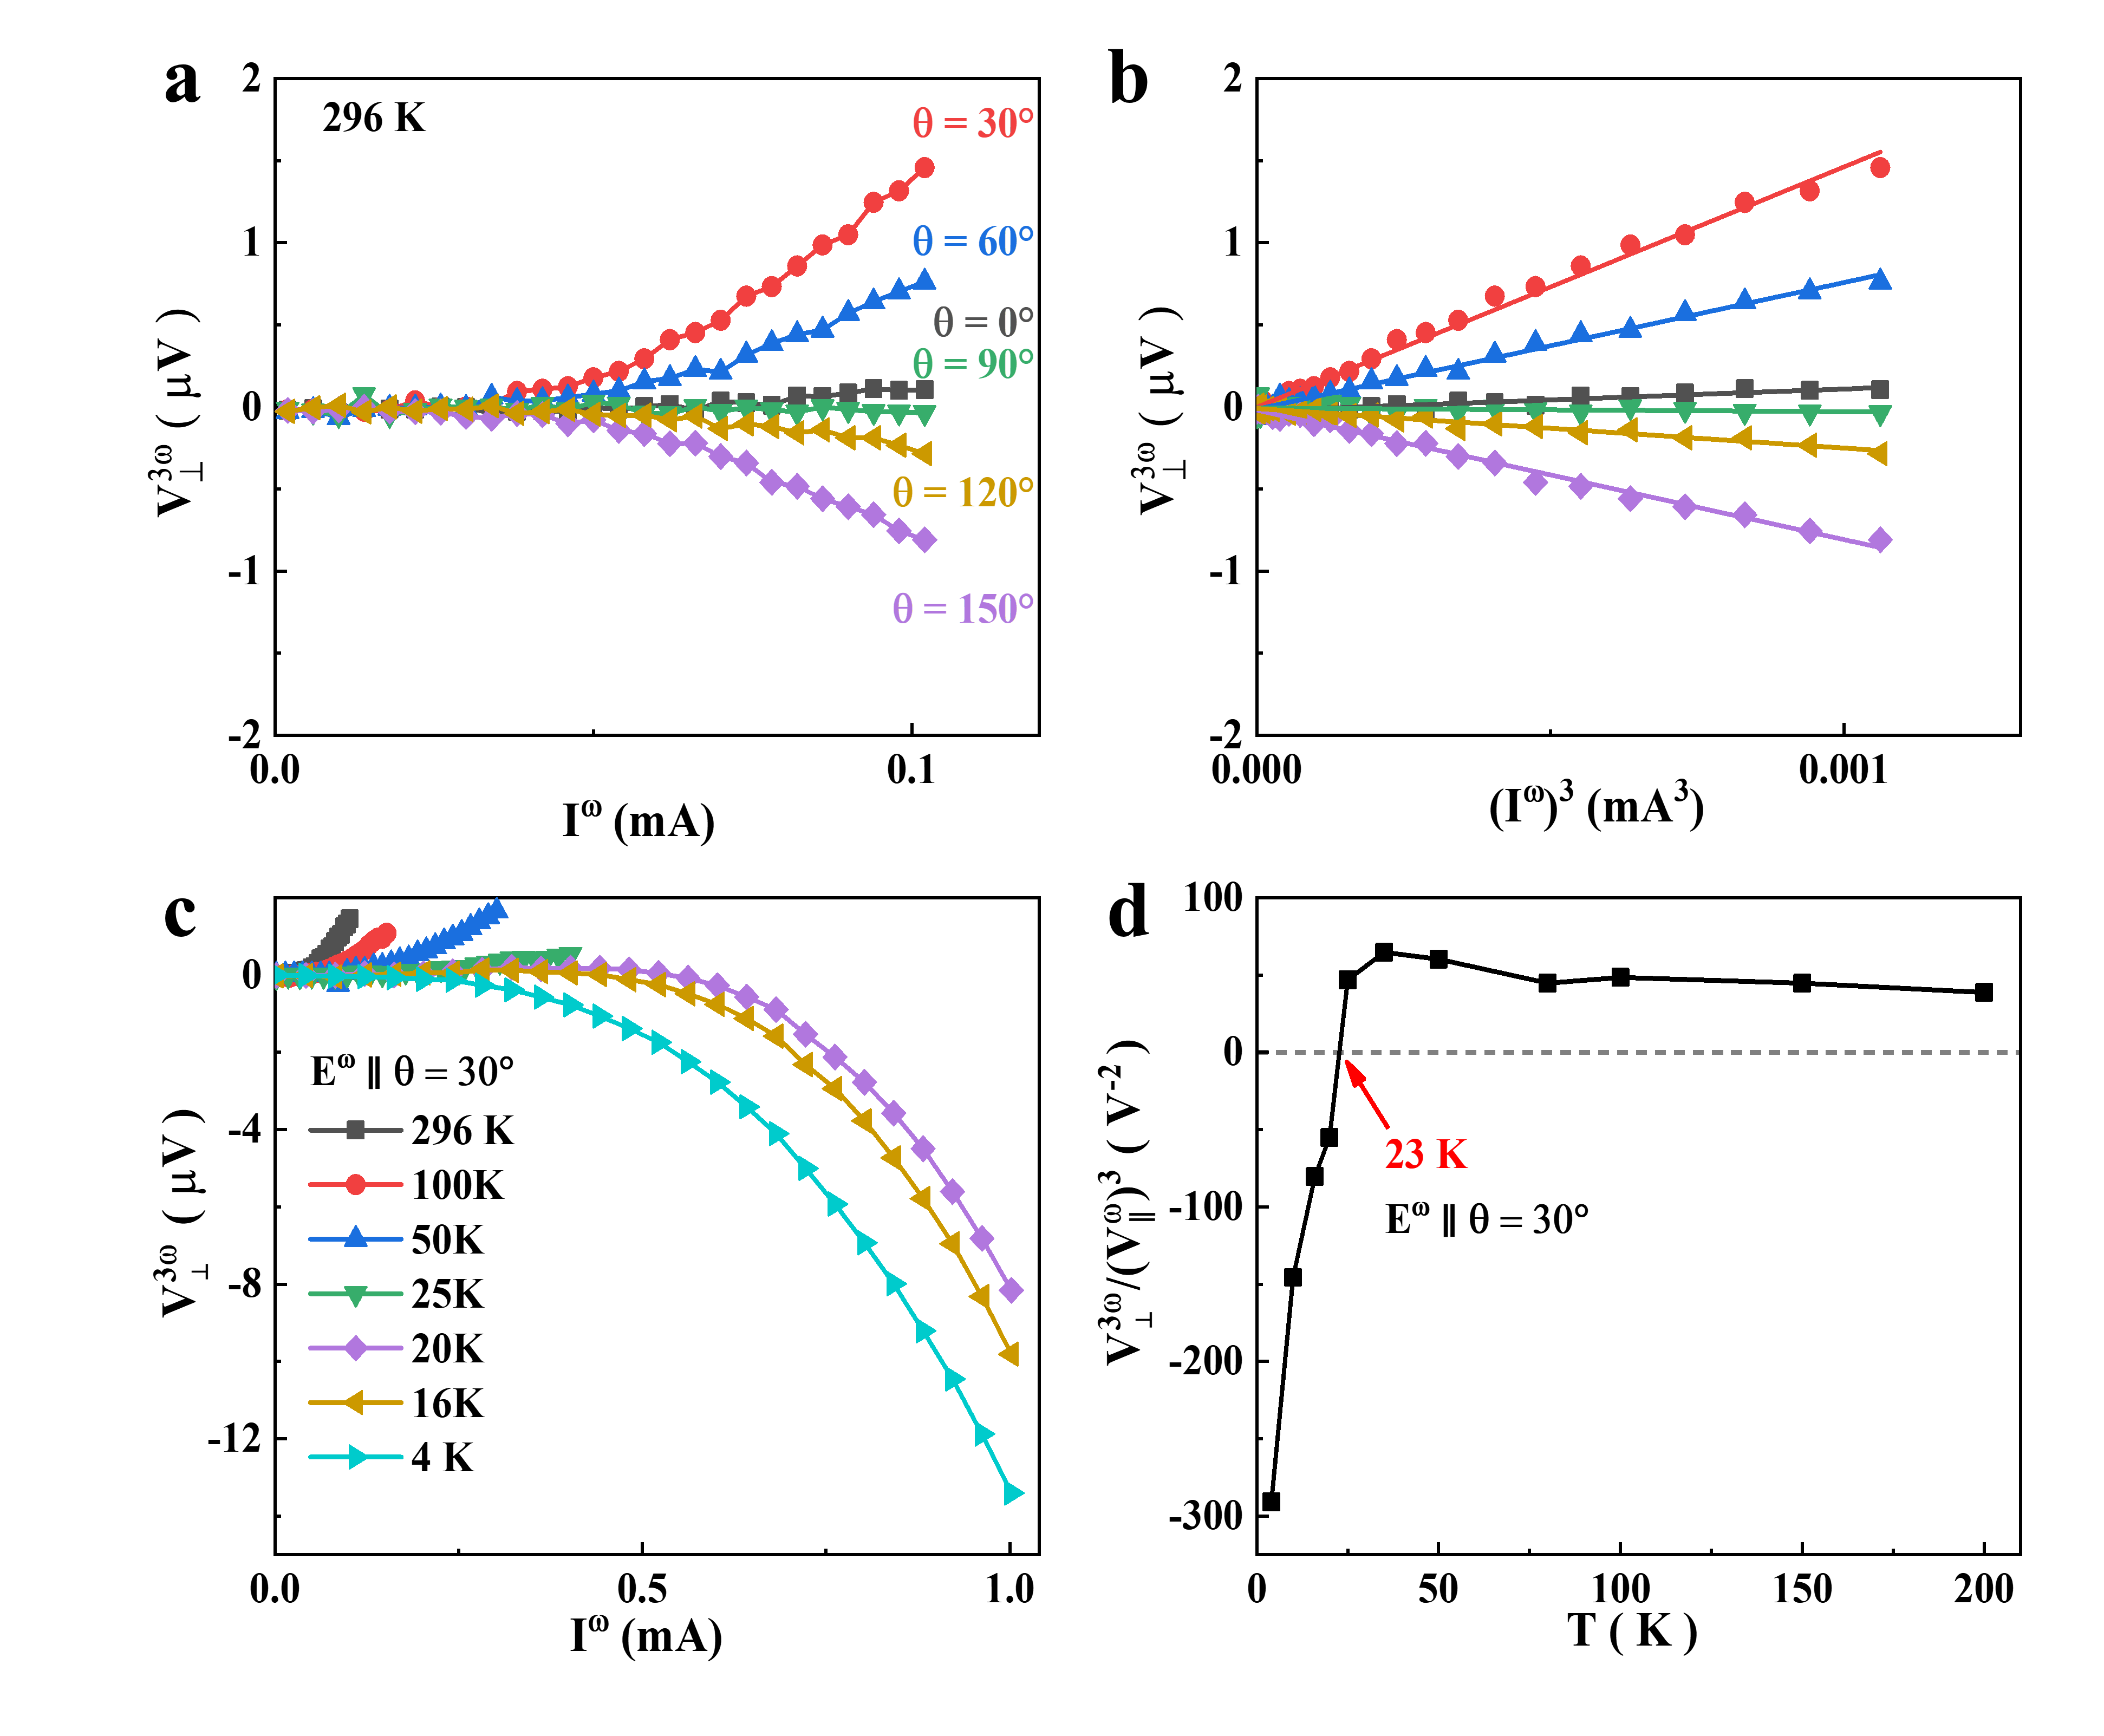 a
2
1
0
-1
-2
296 K
θ = 30°
θ = 60°
θ = 0°
θ = 90°
θ = 120°
θ = 150°
0.0
0.1
V⊥³ω ( μV )
Iω (mA)
b
2
1
0
-1
-2
0.000
0.001
V⊥³ω ( μV )
(Iω)³ (mA³)
c
0
-4
-8
-12
Eω ∥ θ = 30°
296 K
100K
50K
25K
20K
16K
4 K
0.0
0.5
1.0
V⊥³ω ( μV )
Iω (mA)
d
100
0
-100
-200
-300
23 K
Eω ∥ θ = 30°
0
50
100
150
200
V⊥³ω/(V∥ω)³ ( V-2 )
T ( K )